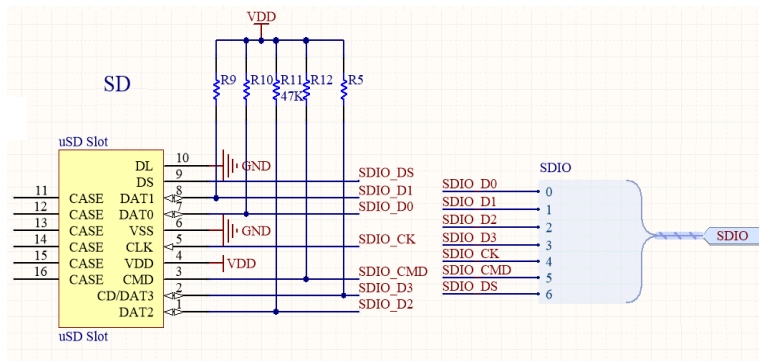 VDD
R9 R10 R11 R12 R5
47K
SD
uSD Slot
DL 10 GND
DS 9 SDIO_DS
11 CASE DAT1 8 SDIO_D1
12 CASE DAT0 7 SDIO_D0
13 CASE VSS 6 GND
14 CASE CLK 5 SDIO_CK
15 CASE VDD 4 VDD
16 CASE CMD 3 SDIO_CMD
CD/DAT3 2 SDIO_D3
DAT2 1 SDIO_D2
uSD Slot
SDIO
SDIO_D0 0
SDIO_D1 1
SDIO_D2 2
SDIO_D3 3
SDIO_CK 4
SDIO_CMD 5
SDIO_DS 6
SDIO